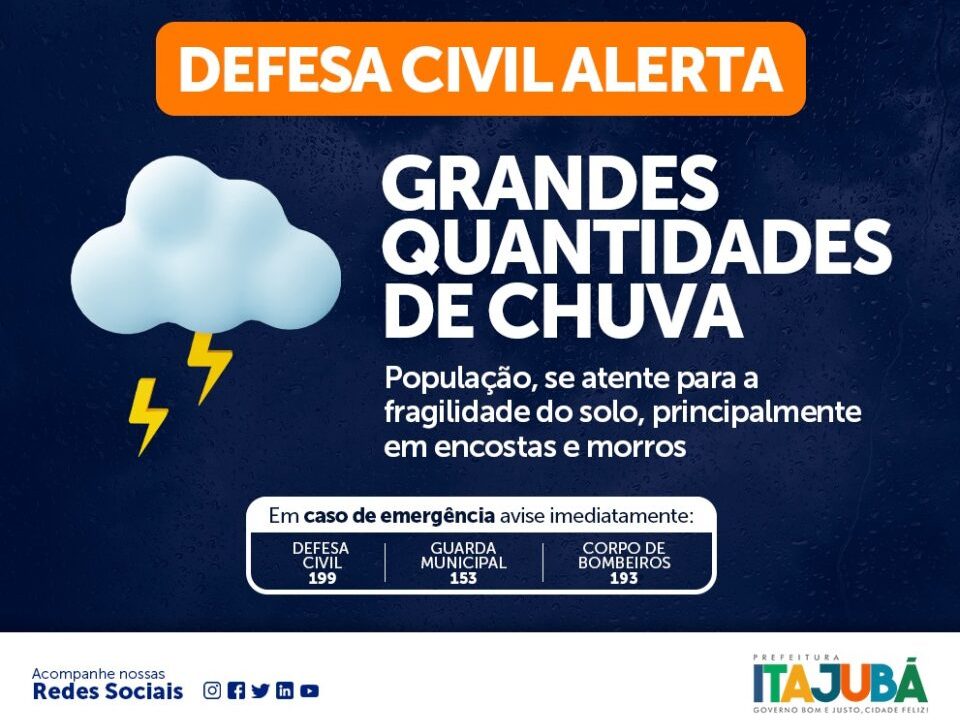 DEFESA CIVIL ALERTA
GRANDES
QUANTIDADES
DE CHUVA
População, se atente para a
fragilidade do solo, principalmente
em encostas e morros
Em caso de emergência avise imediatamente:
DEFESA
CIVIL
199
GUARDA
MUNICIPAL
153
CORPO DE
BOMBEIROS
193
Acompanhe nossas
Redes Sociais
PREFEITURA
ITAJUBÁ
GOVERNO BOM E JUSTO, CIDADE FELIZ!